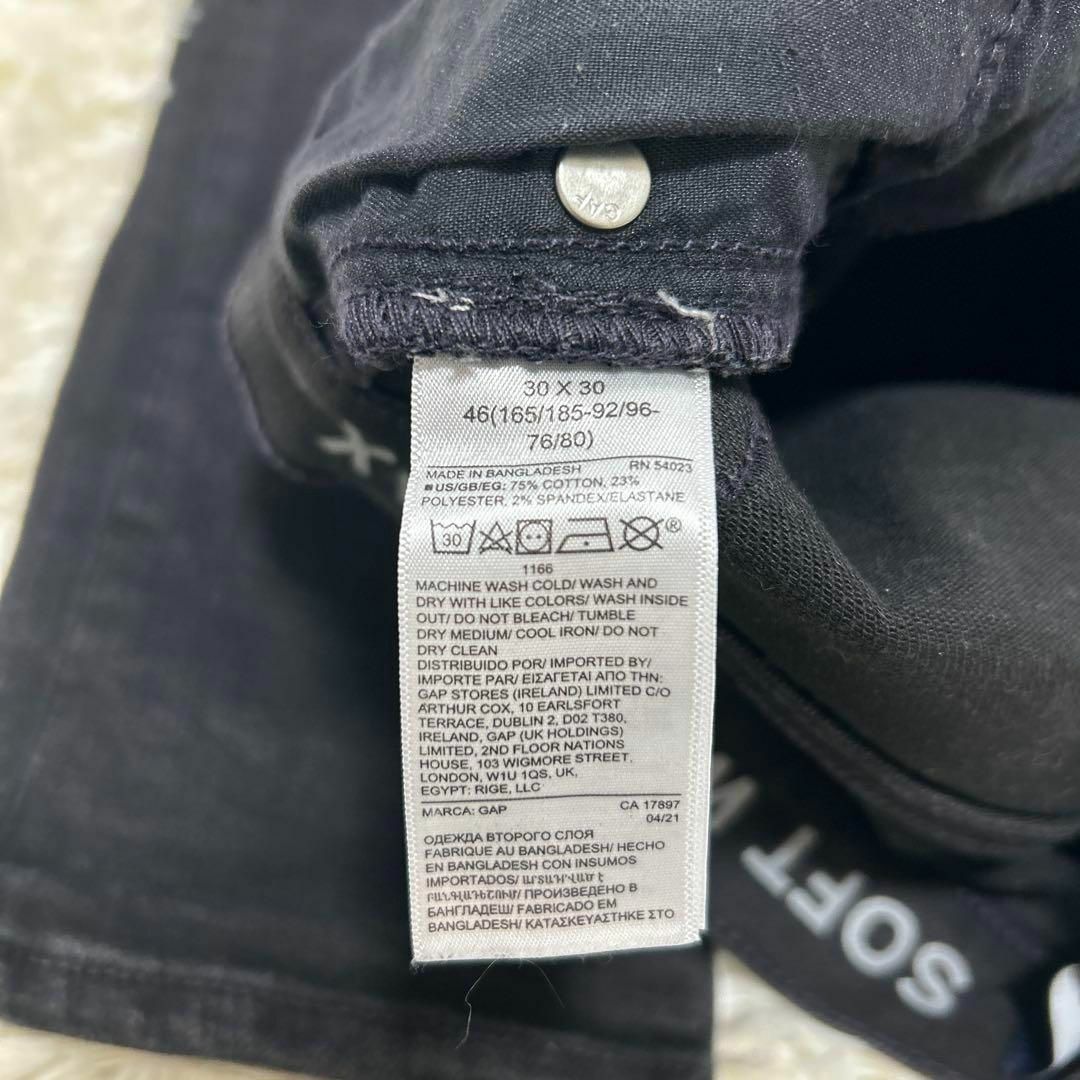 GAP
30 X 30
46(165/185-92/96-
76/80)
MADE IN BANGLADESH RN 54023
■US/GB/EG: 75% COTTON, 23%
POLYESTER, 2% SPANDEX/ELASTANE
30 ®
1166
MACHINE WASH COLD/ WASH AND
DRY WITH LIKE COLORS/ WASH INSIDE
OUT/ DO NOT BLEACH/ TUMBLE
DRY MEDIUM/ COOL IRON/ DO NOT
DRY CLEAN
DISTRIBUIDO POR/ IMPORTED BY/
IMPORTE PAR/ ΕΙΣΑΓΕΤΑΙ ΑΠΟ ΤΗΝ:
GAP STORES (IRELAND) LIMITED C/O
ARTHUR COX, 10 EARLSFORT
TERRACE, DUBLIN 2, D02 T380,
IRELAND, GAP (UK HOLDINGS)
LIMITED, 2ND FLOOR NATIONS
HOUSE, 103 WIGMORE STREET,
LONDON, W1U 1QS, UK,
EGYPT: RIGE, LLC
MARCA: GAP CA 17897
04/21
ОДЕЖДА ВТОРОГО СЛОЯ
FABRIQUE AU BANGLADESH/ HECHO
EN BANGLADESH CON INSUMOS
IMPORTADOS/ ԱՐՏԱԴՐՎԱԾ Է
ԲԱՆԳԼԱԴԵՇՈՒՄ/ ПРОИЗВЕДЕНО В
БАНГЛАДЕШ/ FABRICADO EM
BANGLADESH/ ΚΑΤΑΣΚΕΥΑΣΤΗΚΕ ΣΤΟ
X
SOFT W